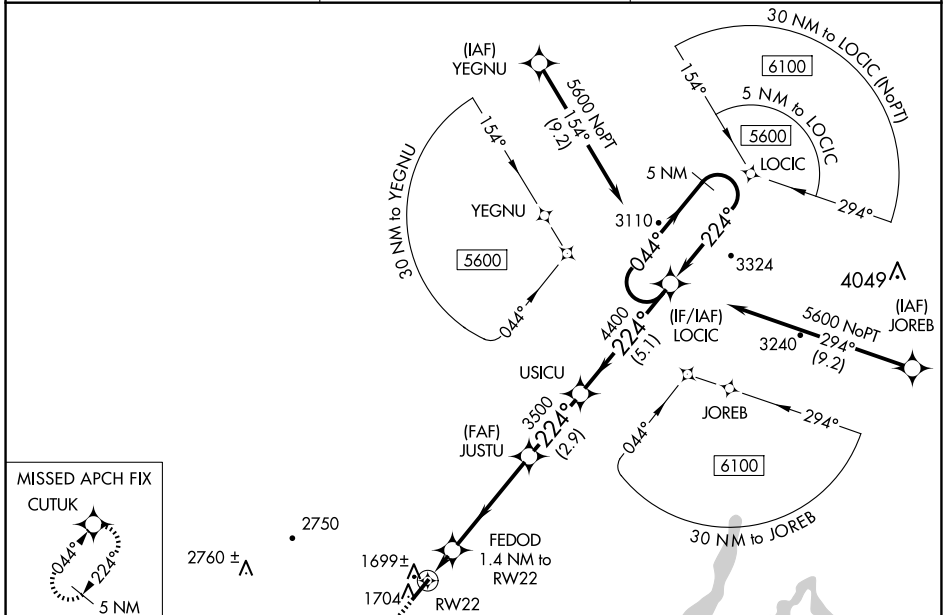 (IAF)
YEGNU
5600 NoPT
154°
(9.2)
30 NM to LOCIC (NoPT)
6100
154°
5 NM to LOCIC
5600
LOCIC
294°
30 NM to YEGNU
154°
YEGNU
5600
044°
5 NM
3110
044°
224°
3324
4049
(IF/IAF)
LOCIC
(IAF)
JOREB
5600 NoPT
294°
(9.2)
3240
4400
224°
(5.1)
USICU
3500
224°
(2.9)
(FAF)
JUSTU
JOREB
044°
294°
6100
30 NM to JOREB
MISSED APCH FIX
CUTUK
044°
224°
5 NM
2750
2760 ±
1699±
1704
FEDOD
1.4 NM to
RW22
RW22